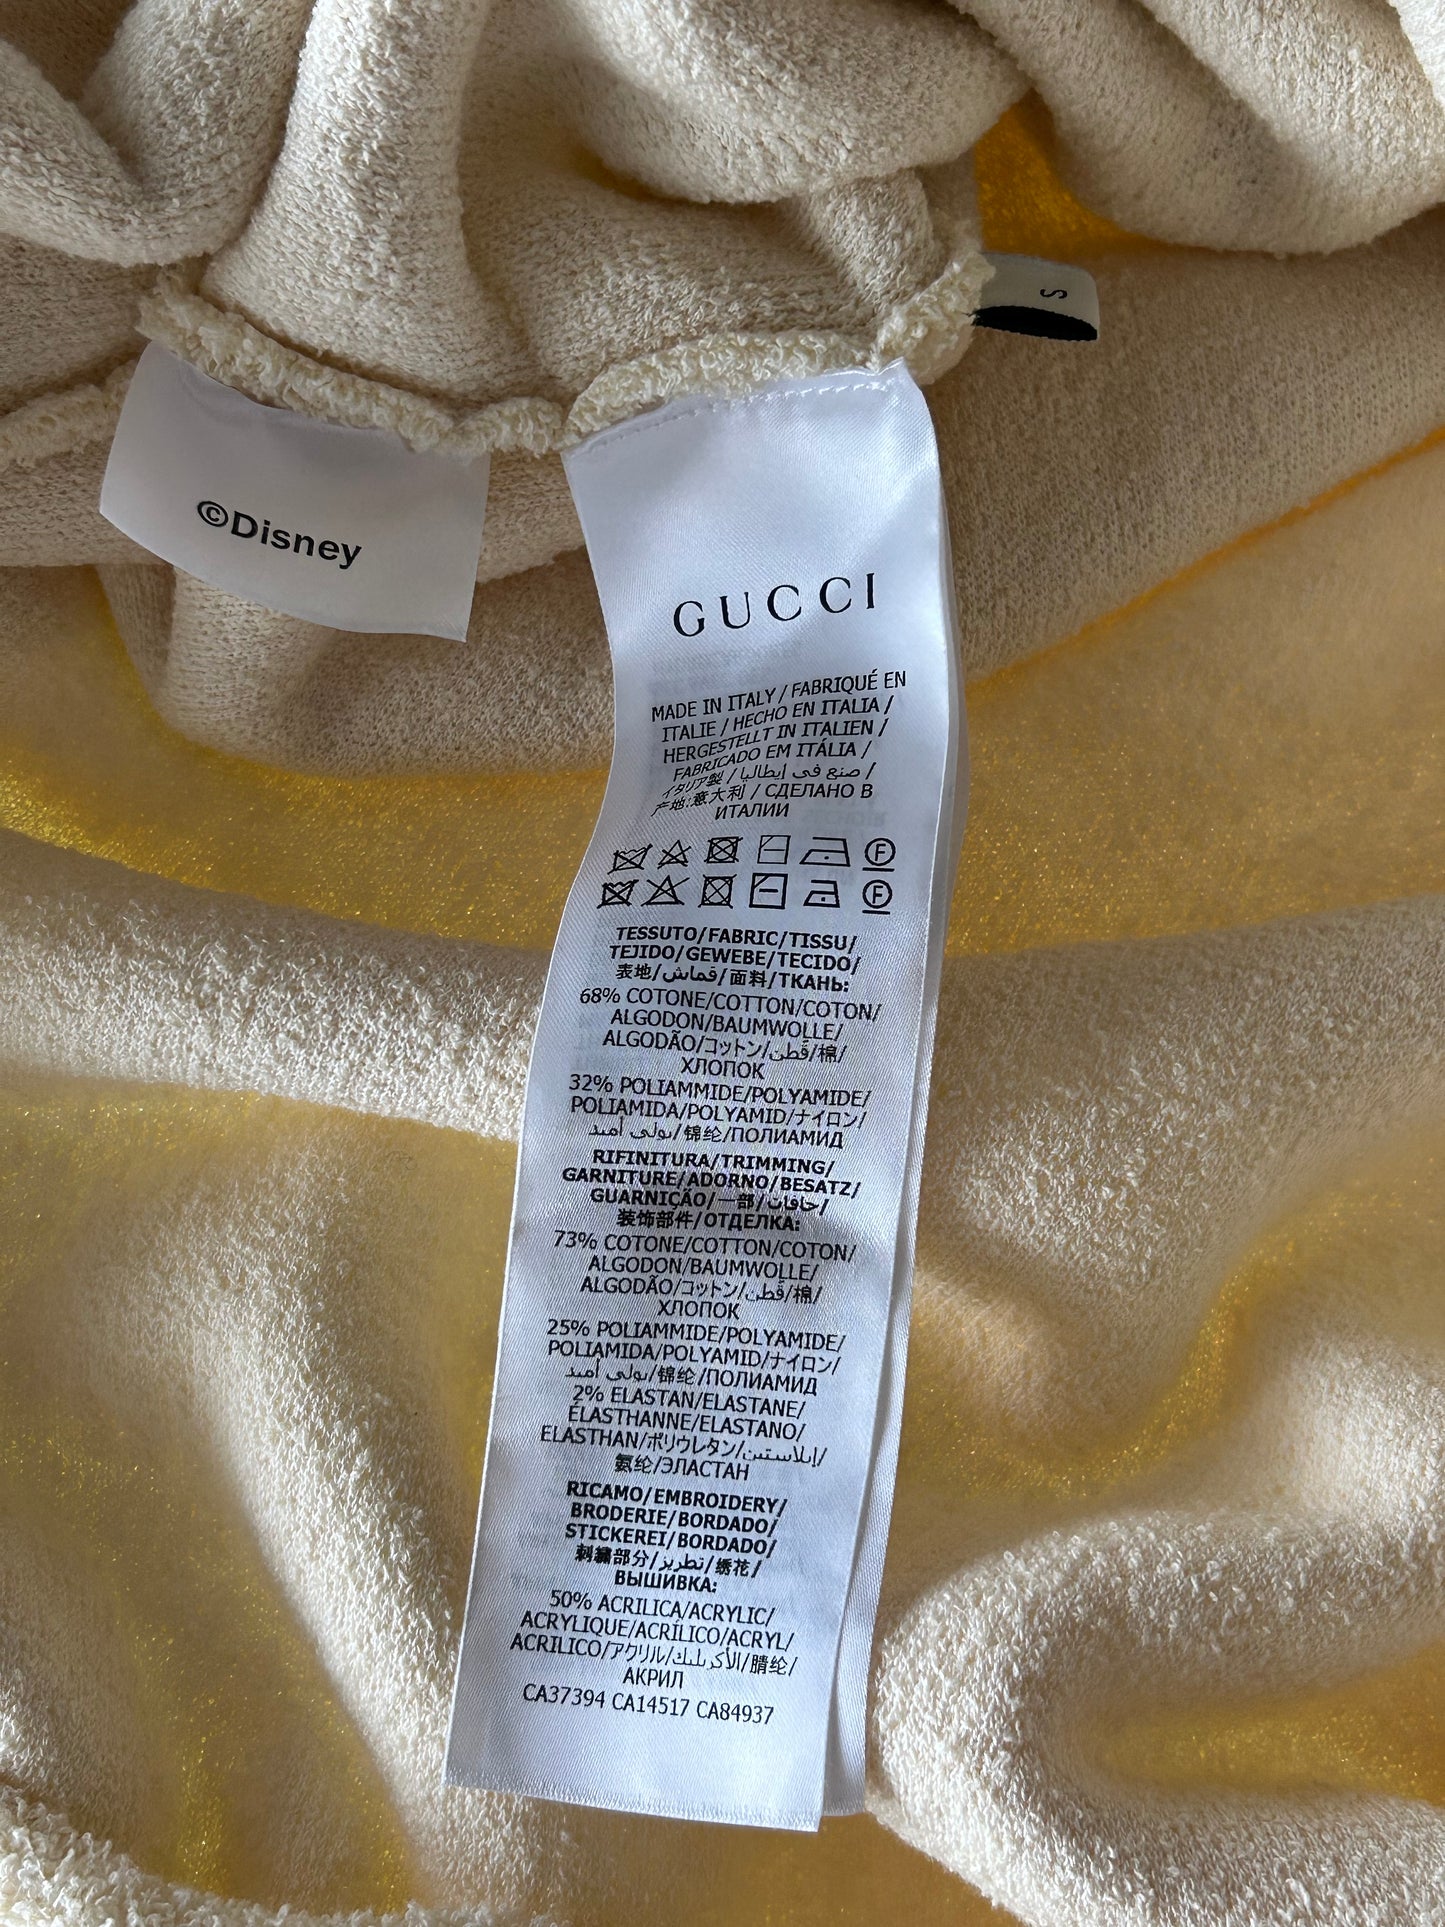 S
©Disney
GUCCI
MADE IN ITALY / FABRIQUÉ EN
ITALIE / HECHO EN ITALIA /
HERGESTELLT IN ITALIEN /
FABRICADO EM ITÁLIA /
イタリア製 / صنع في إيطاليا /
产地:意大利 / СДЕЛАНО В
ИТАЛИИ
F
F
TESSUTO/FABRIC/TISSU/
TEJIDO/GEWEBE/TECIDO/
表地/قماش/面料/ТКАНЬ:
68% COTONE/COTTON/COTON/
ALGODON/BAUMWOLLE/
ALGODÃO/コットン/قطن/棉/
ХЛОПОК
32% POLIAMMIDE/POLYAMIDE/
POLIAMIDA/POLYAMID/ナイロン/
بولي أميد/锦纶/ПОЛИАМИД
RIFINITURA/TRIMMING/
GARNITURE/ADORNO/BESATZ/
GUARNIÇÃO/一部/حافات/
装饰部件/ОТДЕЛКА:
73% COTONE/COTTON/COTON/
ALGODON/BAUMWOLLE/
ALGODÃO/コットン/قطن/棉/
ХЛОПОК
25% POLIAMMIDE/POLYAMIDE/
POLIAMIDA/POLYAMID/ナイロン/
بولي أميد/锦纶/ПОЛИАМИД
2% ELASTAN/ELASTANE/
ÉLASTHANNE/ELASTANO/
ELASTHAN/ポリウレタン/إيلاستين/
氨纶/ЭЛАСТАН
RICAMO/EMBROIDERY/
BRODERIE/BORDADO/
STICKEREI/BORDADO/
刺繍部分/تطريز/绣花/
ВЫШИВКА:
50% ACRILICA/ACRYLIC/
ACRYLIQUE/ACRÍLICO/ACRYL/
ACRILICO/アクリル/الأكريليك/腈纶/
АКРИЛ
CA37394 CA14517 CA84937